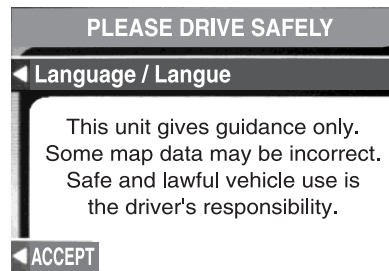 PLEASE DRIVE SAFELY
Language / Langue
This unit gives guidance only.
Some map data may be incorrect.
Safe and lawful vehicle use is
the driver's responsibility.
ACCEPT